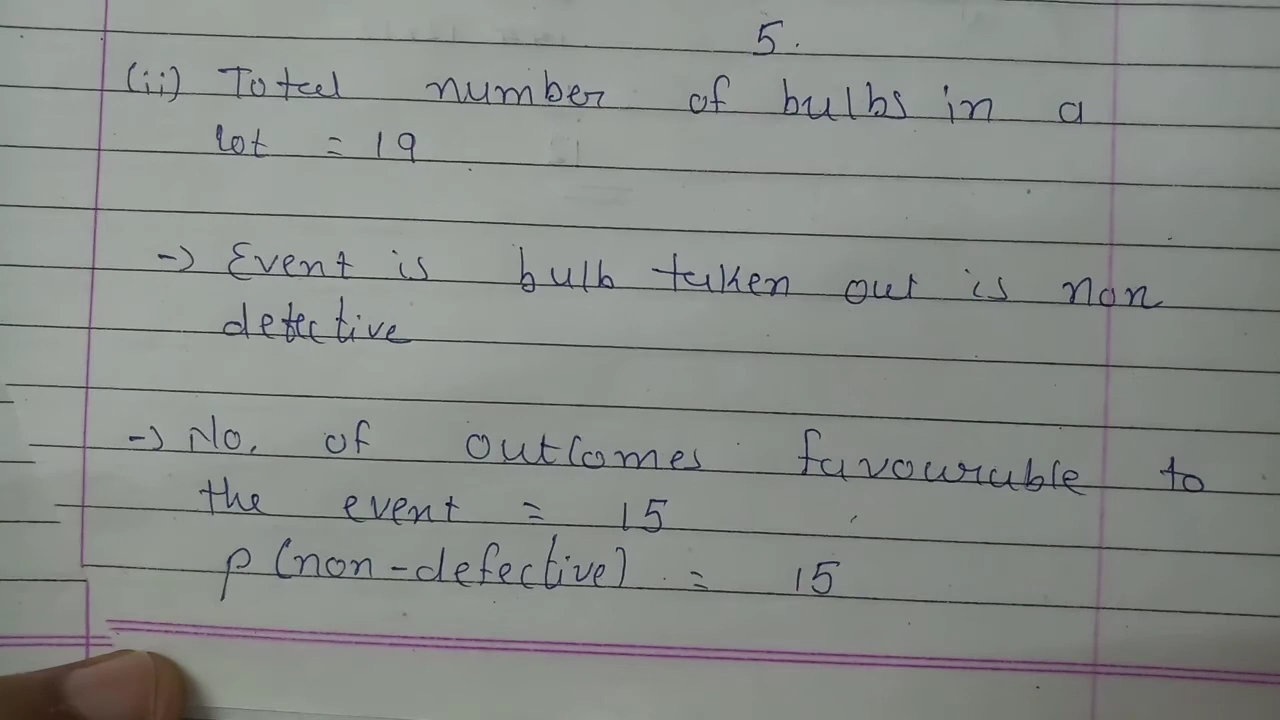 5.
(ii) Total number of bulbs in a
lot = 19
→ Event is bulb taken out is non
defective
→ No. of outcomes favourable to
the event = 15
P (non-defective) = 15